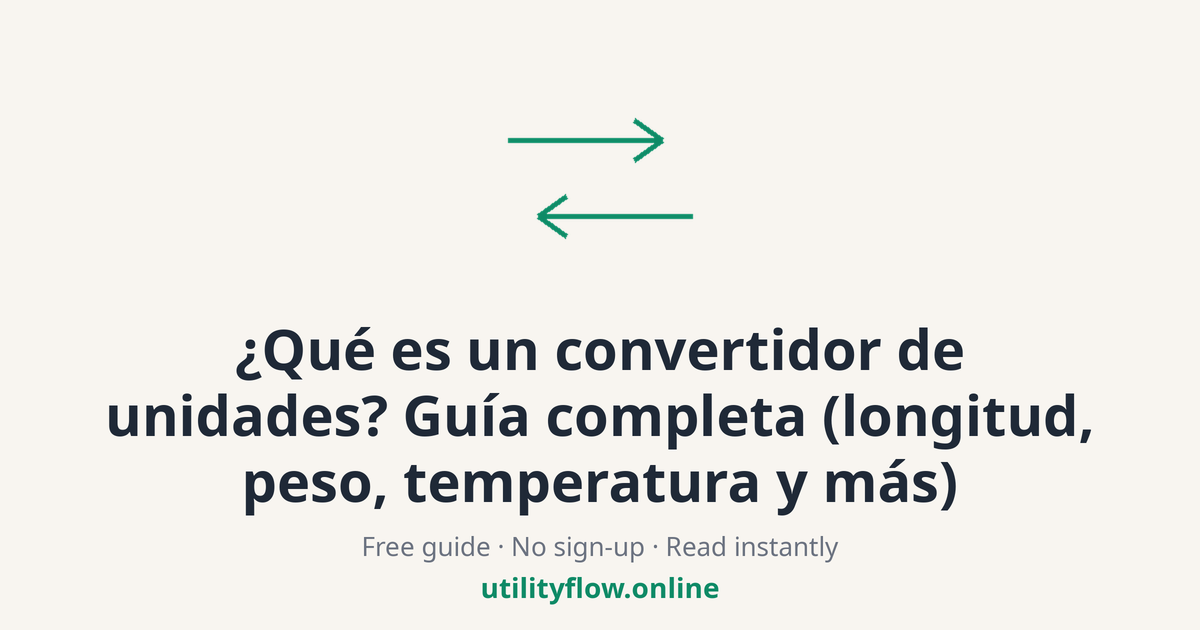 ¿Qué es un convertidor de
unidades? Guía completa (longitud,
peso, temperatura y más)
Free guide · No sign-up · Read instantly
utilityflow.online